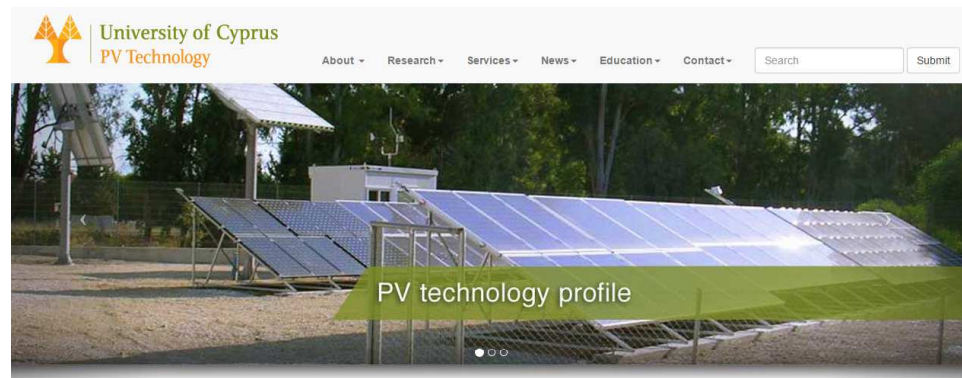 University of Cyprus
PV Technology
About Research Services News Education Contact Search Submit
PV technology profile